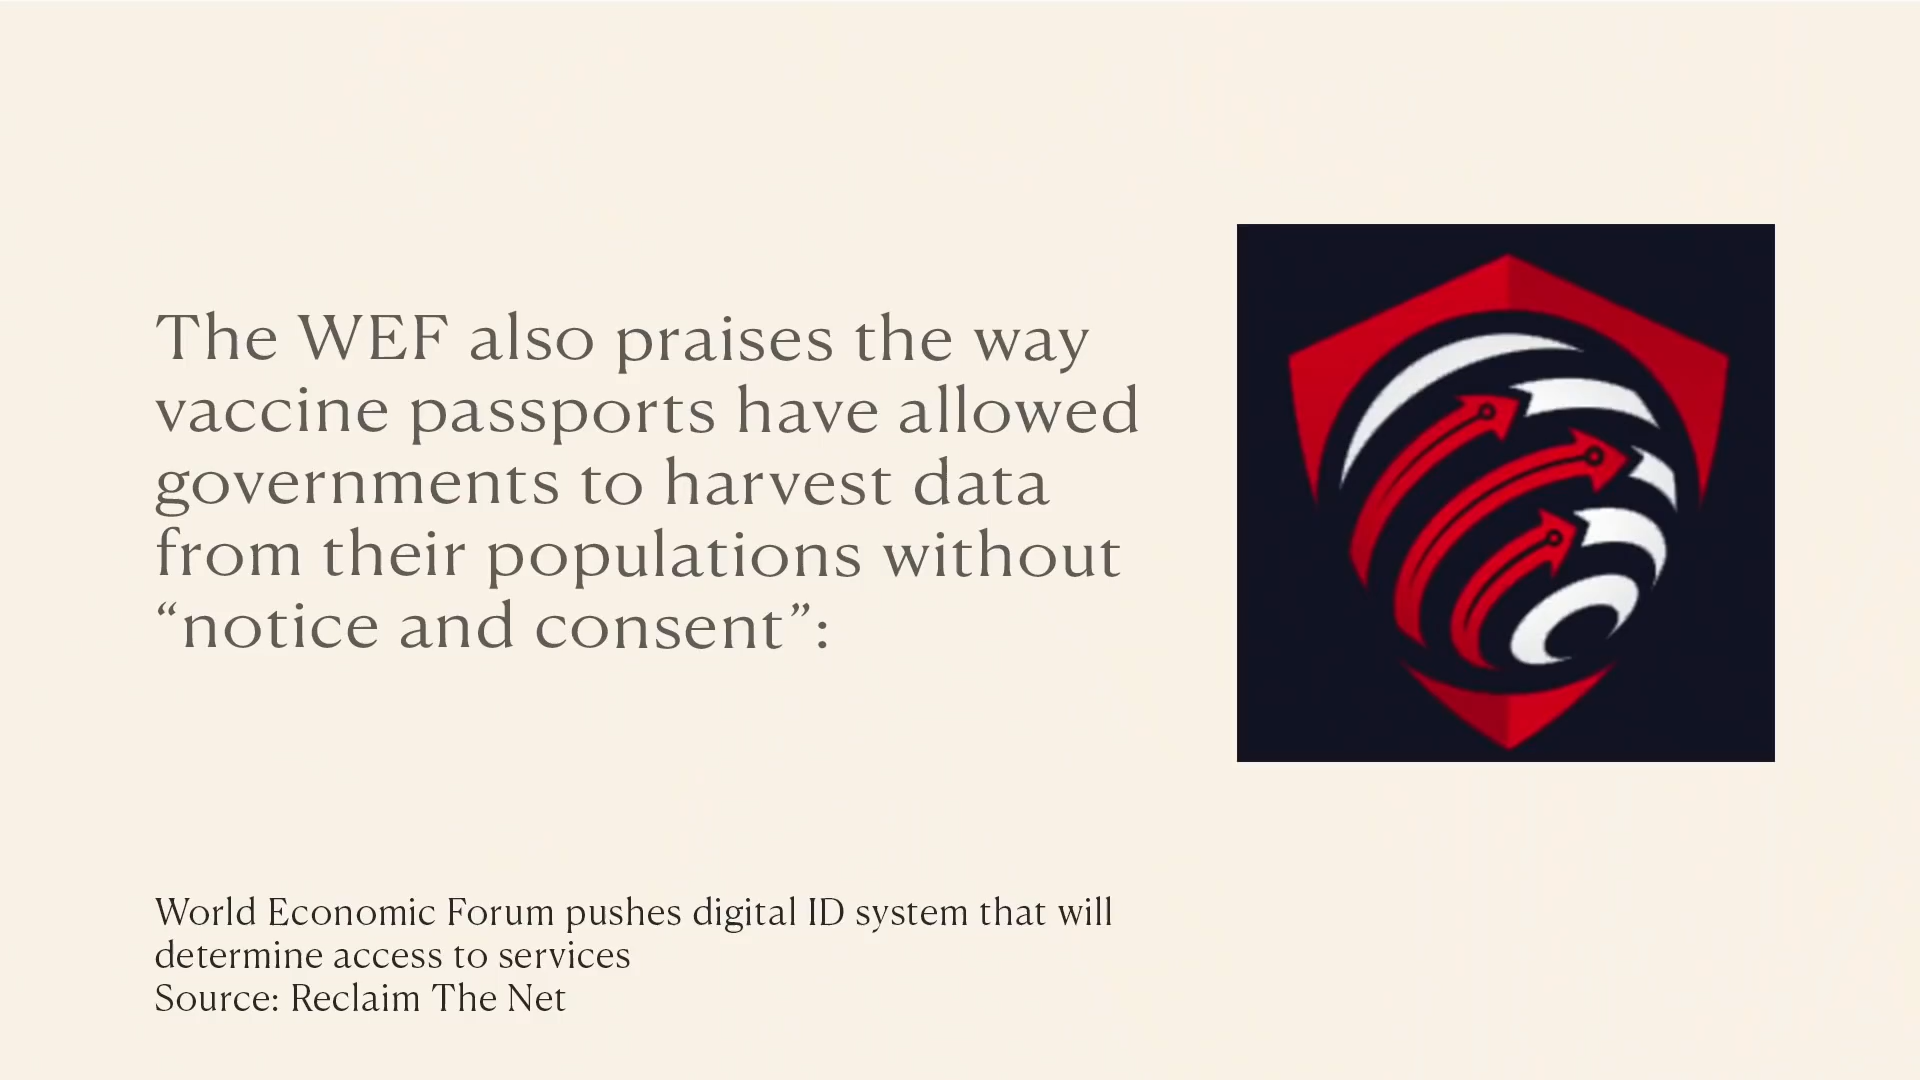 The WEF also praises the way
vaccine passports have allowed
governments to harvest data
from their populations without
“notice and consent”:
World Economic Forum pushes digital ID system that will
determine access to services
Source: Reclaim The Net